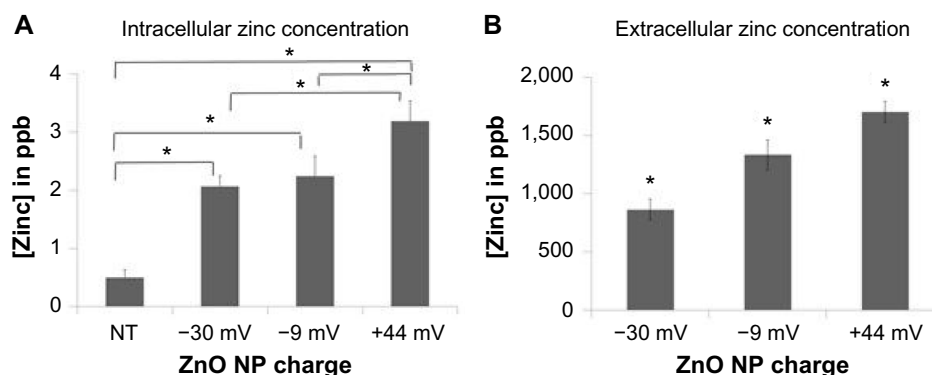 A
Intracellular zinc concentration
[Zinc] in ppb
4
3
2
1
0
*
*
*
*
*
NT
−30 mV
−9 mV
+44 mV
ZnO NP charge
B
Extracellular zinc concentration
[Zinc] in ppb
2,000
1,500
1,000
500
0
*
*
*
−30 mV
−9 mV
+44 mV
ZnO NP charge